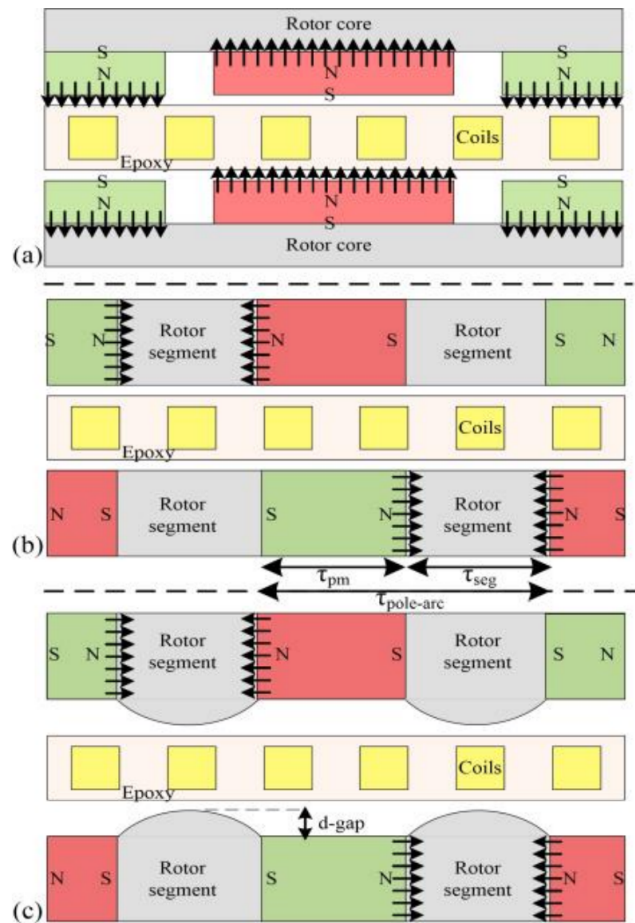 Rotor core
S
S
N
N
N
S
S
Coils
Epoxy
S
S
N
N
N
S
Rotor core
(a)
S
N
Rotor
segment
N
S
Rotor
segment
S
N
Coils
Epoxy
N
S
Rotor
segment
S
N
Rotor
segment
N
S
(b)
τpm
τseg
τpole-arc
S
N
Rotor
segment
N
S
Rotor
segment
S
N
Coils
Epoxy
d-gap
N
S
Rotor
segment
S
N
Rotor
segment
N
S
(c)